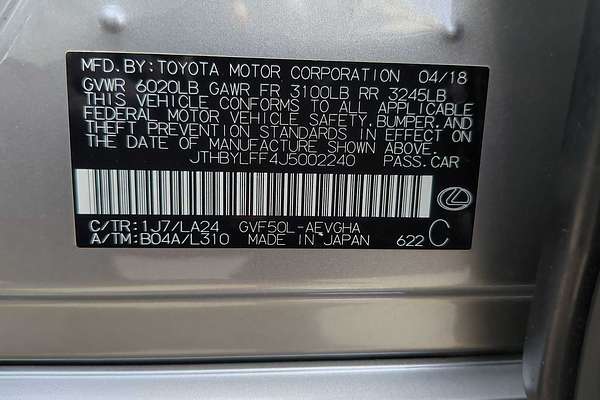 MFD. BY: TOYOTA MOTOR CORPORATION 04/18
GVWR 6020LB GAWR FR 3100LB RR 3245LB
THIS VEHICLE CONFORMS TO ALL APPLICABLE
FEDERAL MOTOR VEHICLE SAFETY, BUMPER, AND
THEFT PREVENTION STANDARDS IN EFFECT ON
THE DATE OF MANUFACTURE SHOWN ABOVE.
JTHBYLFF4J5002240 PASS. CAR
C/TR: 1J7/LA24 GVF50L-AEVGHA
A/TM: B04A/L310 MADE IN JAPAN 622 C